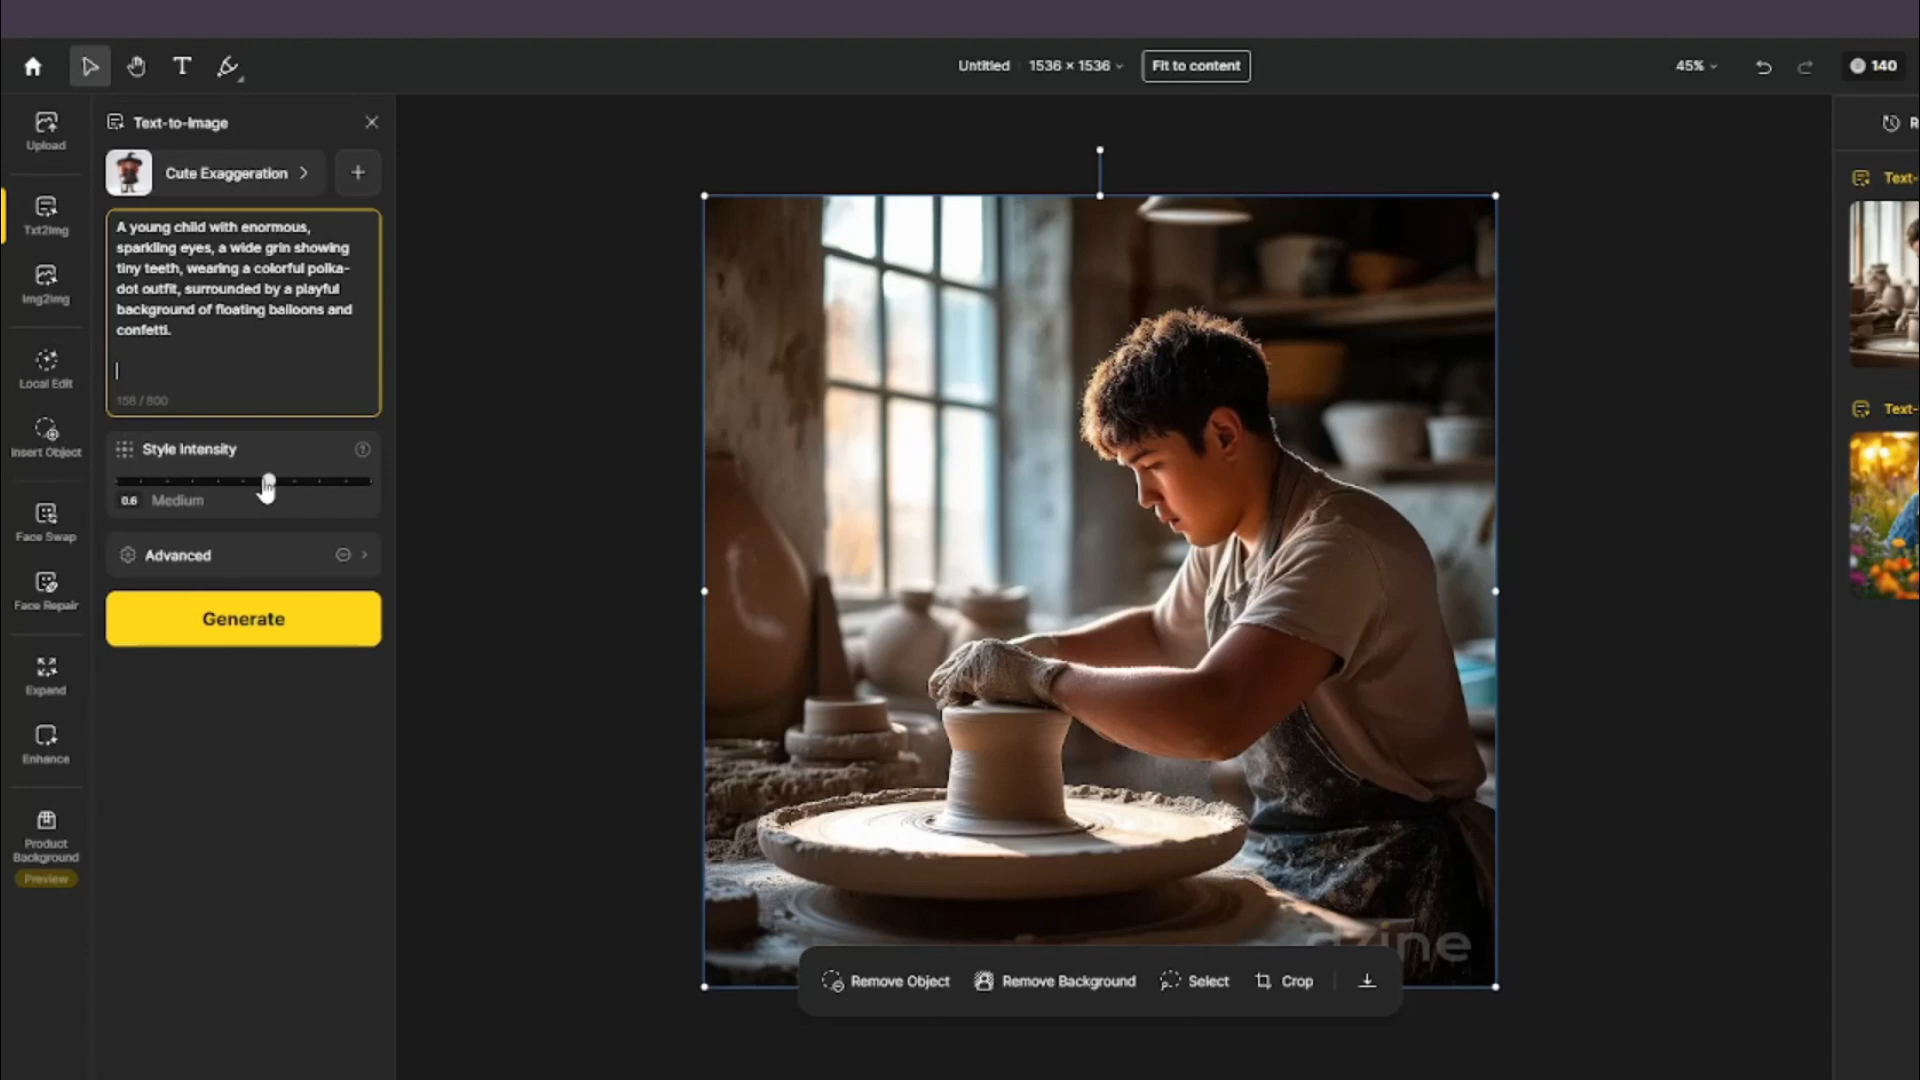 Untitled
1536 × 1536
Fit to content
45%
140
Upload
Txt2Img
Img2Img
Local Edit
Insert Object
Face Swap
Face Repair
Expand
Enhance
Product
Background
Preview
Text-to-Image
Cute Exaggeration
A young child with enormous,
sparkling eyes, a wide grin showing
tiny teeth, wearing a colorful polka-
dot outfit, surrounded by a playful
background of floating balloons and
confetti.
158 / 800
Style Intensity
0.6 Medium
Advanced
Generate
Remove Object
Remove Background
Select
Crop
R
Text-
Text-